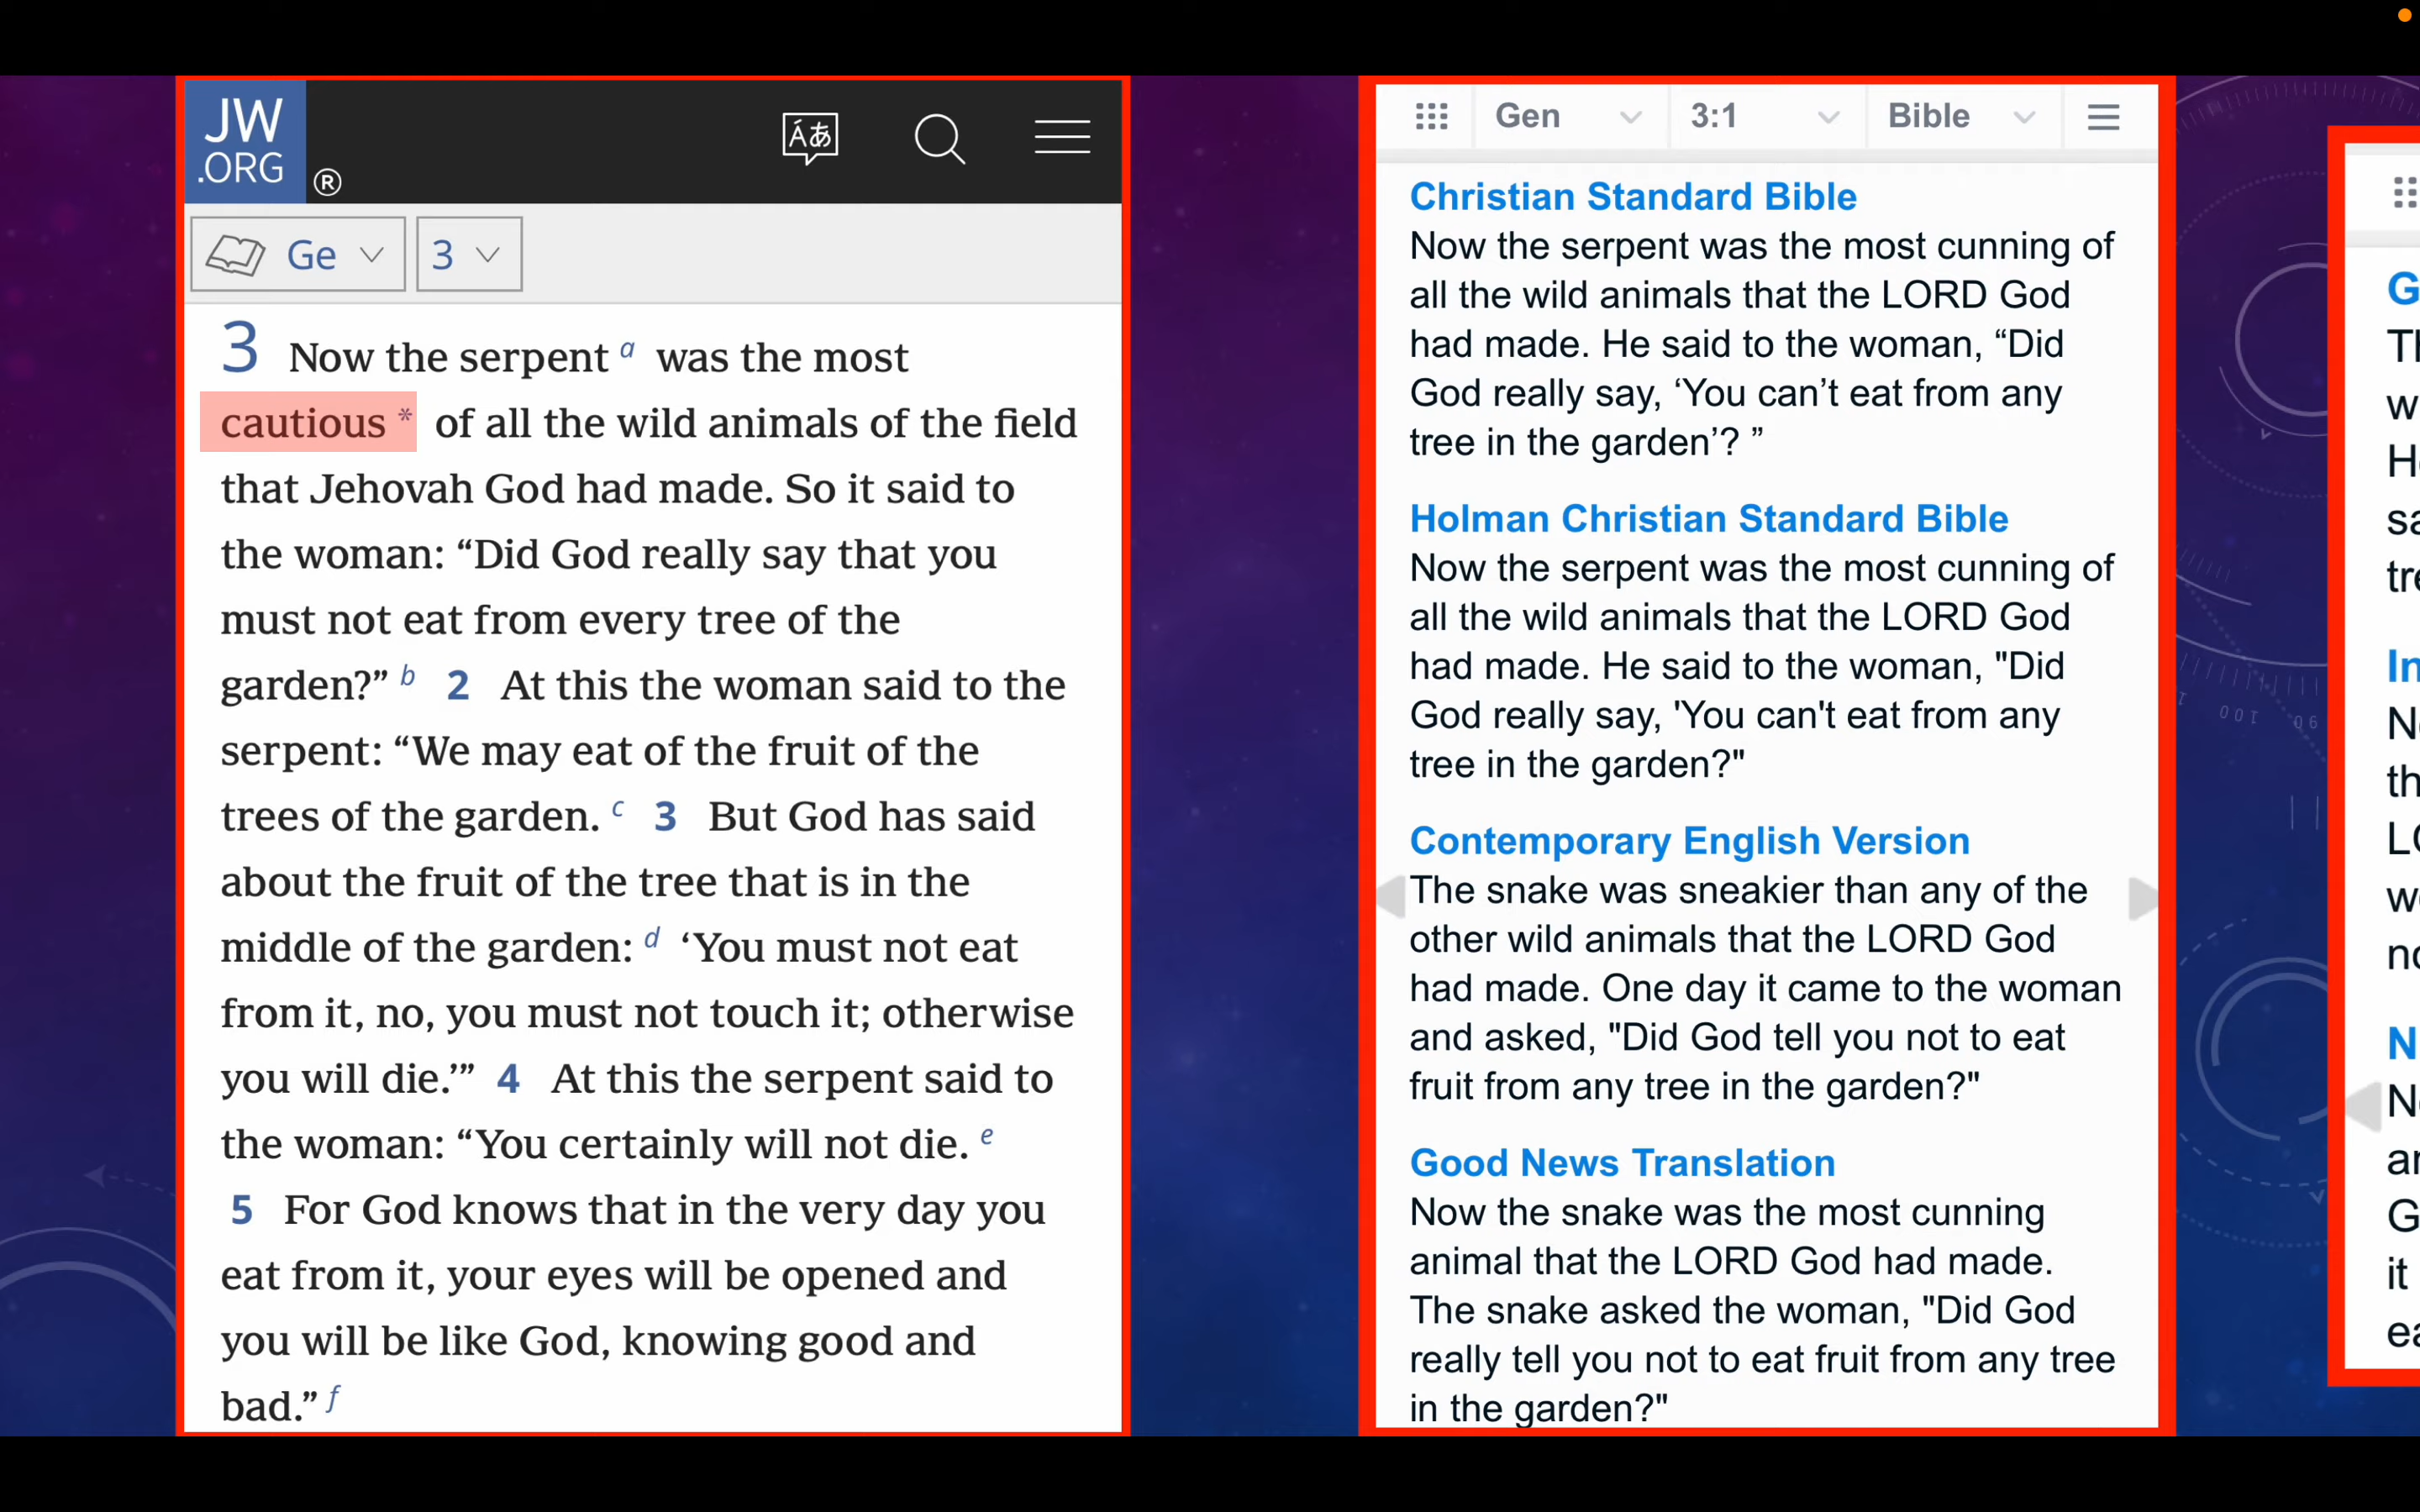 JW
.ORG ®
Áあ
Ge 3
3 Now the serpent a was the most
cautious * of all the wild animals of the field
that Jehovah God had made. So it said to
the woman: “Did God really say that you
must not eat from every tree of the
garden?” b 2 At this the woman said to the
serpent: “We may eat of the fruit of the
trees of the garden. c 3 But God has said
about the fruit of the tree that is in the
middle of the garden: d ‘You must not eat
from it, no, you must not touch it; otherwise
you will die.’” 4 At this the serpent said to
the woman: “You certainly will not die. e
5 For God knows that in the very day you
eat from it, your eyes will be opened and
you will be like God, knowing good and
bad.” f
Gen 3:1 Bible
Christian Standard Bible
Now the serpent was the most cunning of
all the wild animals that the LORD God
had made. He said to the woman, “Did
God really say, ‘You can’t eat from any
tree in the garden’? ”
Holman Christian Standard Bible
Now the serpent was the most cunning of
all the wild animals that the LORD God
had made. He said to the woman, "Did
God really say, 'You can't eat from any
tree in the garden?"
Contemporary English Version
The snake was sneakier than any of the
other wild animals that the LORD God
had made. One day it came to the woman
and asked, "Did God tell you not to eat
fruit from any tree in the garden?"
Good News Translation
Now the snake was the most cunning
animal that the LORD God had made.
The snake asked the woman, "Did God
really tell you not to eat fruit from any tree
in the garden?"